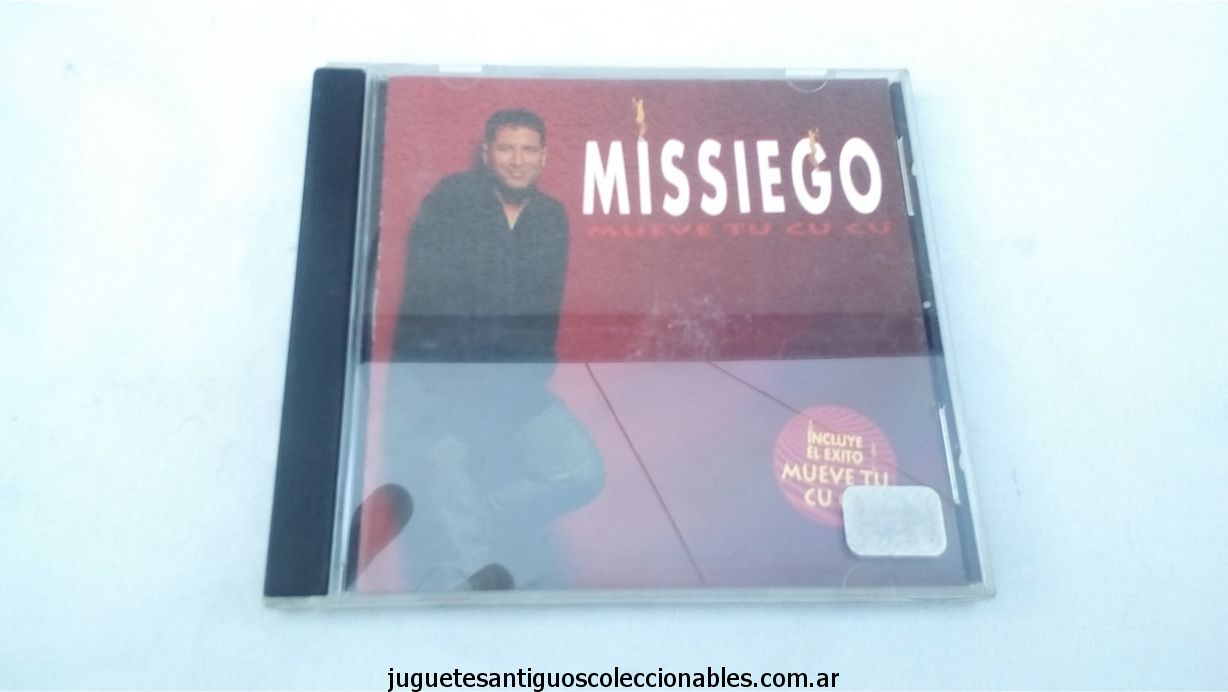 MISSIEGO
MUEVE TU CU CU
INCLUYE
EL EXITO
MUEVE TU
CU
juguetesantiguoscoleccionables.com.ar